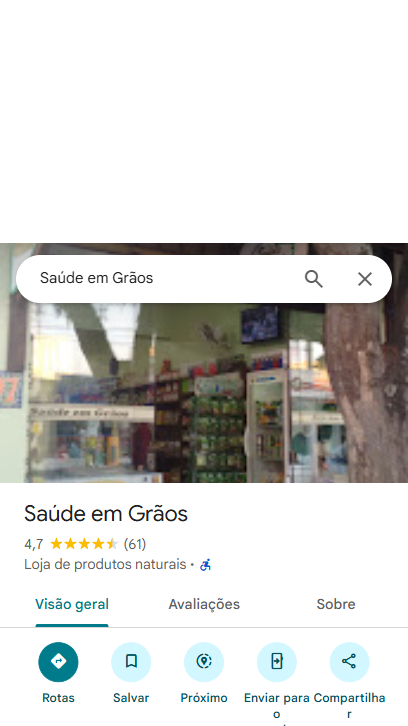 Saúde em Grãos
Saúde em Grãos
Saúde em Grãos
4,7 (61)
Loja de produtos naturais •
Visão geral Avaliações Sobre
Rotas Salvar Próximo Enviar para Compartilha
o r